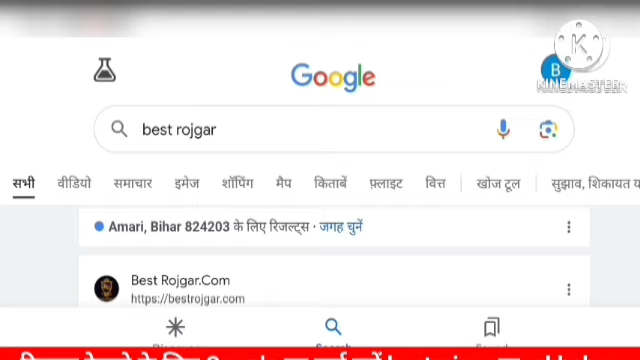 Google
B
KINEMASTER
best rojgar
सभी वीडियो समाचार इमेज शॉपिंग मैप किताबें फ़्लाइट वित्त खोज टूल सुझाव, शिकायत य
Amari, Bihar 824203 के लिए रिजल्ट्स · जगह चुनें
Best Rojgar.Com
https://bestrojgar.com